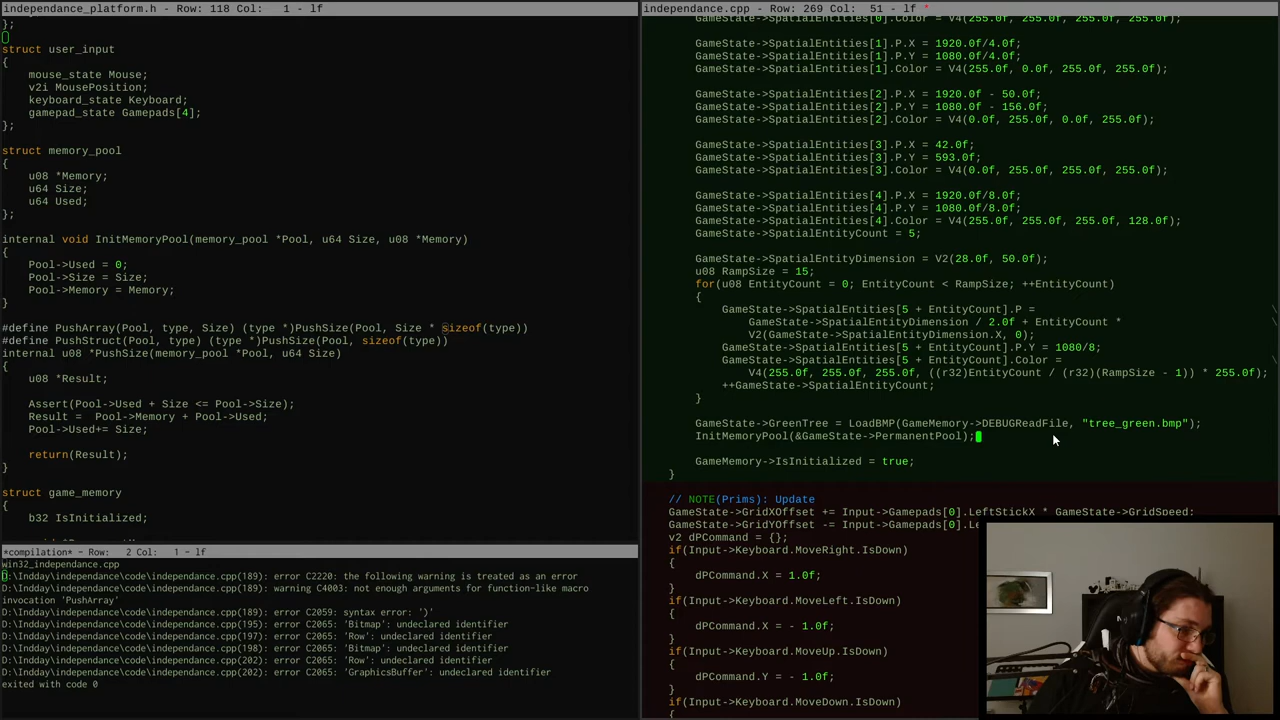 independance_platform.h - Row: 118 Col:   1 - lf
};
struct user_input
{
    mouse_state Mouse;
    v2i MousePosition;
    keyboard_state Keyboard;
    gamepad_state Gamepads[4];
};
struct memory_pool
{
    u08 *Memory;
    u64 Size;
    u64 Used;
};
internal void InitMemoryPool(memory_pool *Pool, u64 Size, u08 *Memory)
{
    Pool->Used = 0;
    Pool->Size = Size;
    Pool->Memory = Memory;
}
#define PushArray(Pool, type, Size) (type *)PushSize(Pool, Size * sizeof(type))
#define PushStruct(Pool, type) (type *)PushSize(Pool, sizeof(type))
internal u08 *PushSize(memory_pool *Pool, u64 Size)
{
    u08 *Result;
    Assert(Pool->Used + Size <= Pool->Size);
    Result =  Pool->Memory + Pool->Used;
    Pool->Used+= Size;
    return(Result);
}
struct game_memory
{
    b32 IsInitialized;
*compilation* - Row:   2 Col:   1 - lf
win32_independance.cpp
D:\Indday\independance\code\independance.cpp(189): error C2220: the following warning is treated as an error
D:\Indday\independance\code\independance.cpp(189): warning C4003: not enough arguments for function-like macro
invocation 'PushArray'
D:\Indday\independance\code\independance.cpp(189): error C2059: syntax error: ')'
D:\Indday\independance\code\independance.cpp(195): error C2065: 'Bitmap': undeclared identifier
D:\Indday\independance\code\independance.cpp(197): error C2065: 'Row': undeclared identifier
D:\Indday\independance\code\independance.cpp(198): error C2065: 'Bitmap': undeclared identifier
D:\Indday\independance\code\independance.cpp(202): error C2065: 'Row': undeclared identifier
D:\Indday\independance\code\independance.cpp(202): error C2065: 'GraphicsBuffer': undeclared identifier
exited with code 0
independance.cpp - Row: 269 Col:  51 - lf *
GameState->SpatialEntities[0].Color = V4(255.0f, 255.0f, 255.0f, 255.0f);
GameState->SpatialEntities[1].P.X = 1920.0f/4.0f;
GameState->SpatialEntities[1].P.Y = 1080.0f/4.0f;
GameState->SpatialEntities[1].Color = V4(255.0f, 0.0f, 255.0f, 255.0f);
GameState->SpatialEntities[2].P.X = 1920.0f - 50.0f;
GameState->SpatialEntities[2].P.Y = 1080.0f - 156.0f;
GameState->SpatialEntities[2].Color = V4(0.0f, 255.0f, 0.0f, 255.0f);
GameState->SpatialEntities[3].P.X = 42.0f;
GameState->SpatialEntities[3].P.Y = 593.0f;
GameState->SpatialEntities[3].Color = V4(0.0f, 255.0f, 255.0f, 255.0f);
GameState->SpatialEntities[4].P.X = 1920.0f/8.0f;
GameState->SpatialEntities[4].P.Y = 1080.0f/8.0f;
GameState->SpatialEntities[4].Color = V4(255.0f, 255.0f, 255.0f, 128.0f);
GameState->SpatialEntityCount = 5;
GameState->SpatialEntityDimension = V2(28.0f, 50.0f);
u08 RampSize = 15;
for(u08 EntityCount = 0; EntityCount < RampSize; ++EntityCount)
{
    GameState->SpatialEntities[5 + EntityCount].P =
        GameState->SpatialEntityDimension / 2.0f + EntityCount *
        V2(GameState->SpatialEntityDimension.X, 0);
    GameState->SpatialEntities[5 + EntityCount].P.Y = 1080/8;
    GameState->SpatialEntities[5 + EntityCount].Color =
        V4(255.0f, 255.0f, 255.0f, ((r32)EntityCount / (r32)(RampSize - 1)) * 255.0f);
    ++GameState->SpatialEntityCount;
}
GameState->GreenTree = LoadBMP(GameMemory->DEBUGReadFile, "tree_green.bmp");
InitMemoryPool(&GameState->PermanentPool);
GameMemory->IsInitialized = true;
}
// NOTE(Prims): Update
GameState->GridXOffset += Input->Gamepads[0].LeftStickX * GameState->GridSpeed;
GameState->GridYOffset -= Input->Gamepads[0].Le
v2 dPCommand = {};
if(Input->Keyboard.MoveRight.IsDown)
{
    dPCommand.X = 1.0f;
}
if(Input->Keyboard.MoveLeft.IsDown)
{
    dPCommand.X = - 1.0f;
}
if(Input->Keyboard.MoveUp.IsDown)
{
    dPCommand.Y = - 1.0f;
}
if(Input->Keyboard.MoveDown.IsDown)
{